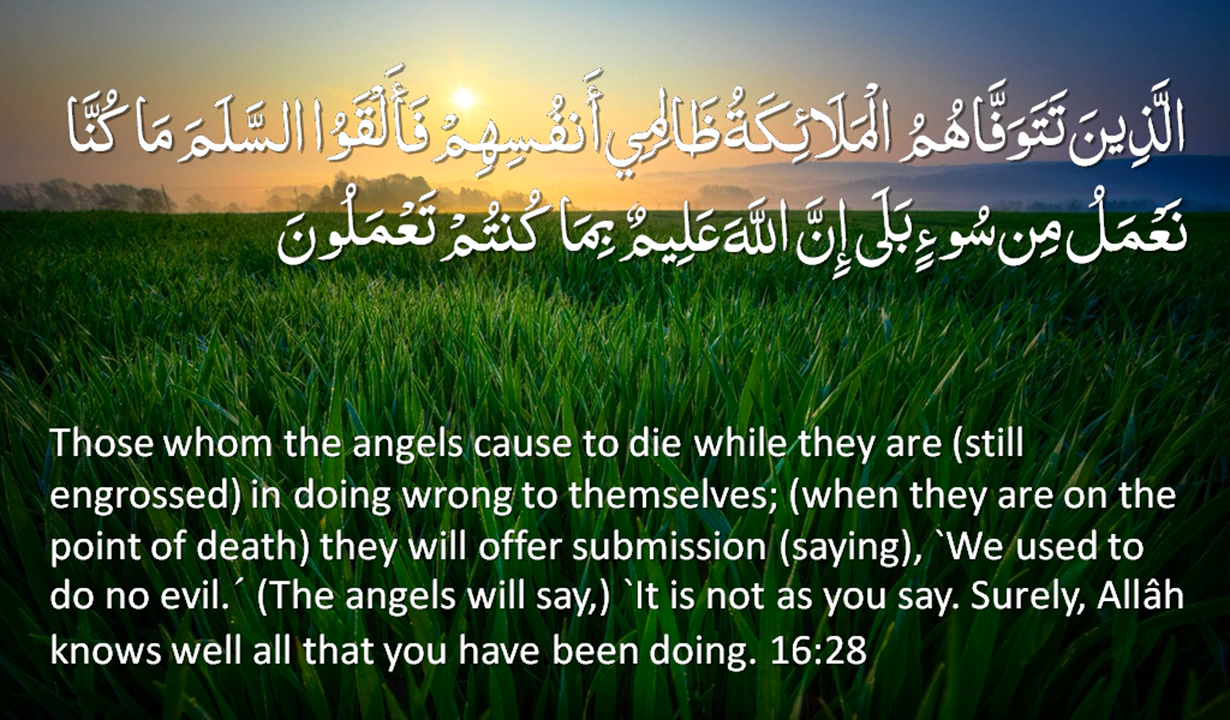 الَّذِينَ تَتَوَفَّاهُمُ الْمَلَائِكَةُ ظَالِمِي أَنفُسِهِمْ فَأَلْقَوُا السَّلَمَ مَا كُنَّا
نَعْمَلُ مِن سُوءٍ بَلَى إِنَّ اللَّهَ عَلِيمٌ بِمَا كُنتُمْ تَعْمَلُونَ
Those whom the angels cause to die while they are (still
engrossed) in doing wrong to themselves; (when they are on the
point of death) they will offer submission (saying), `We used to
do no evil.´ (The angels will say,) `It is not as you say. Surely, Allâh
knows well all that you have been doing. 16:28